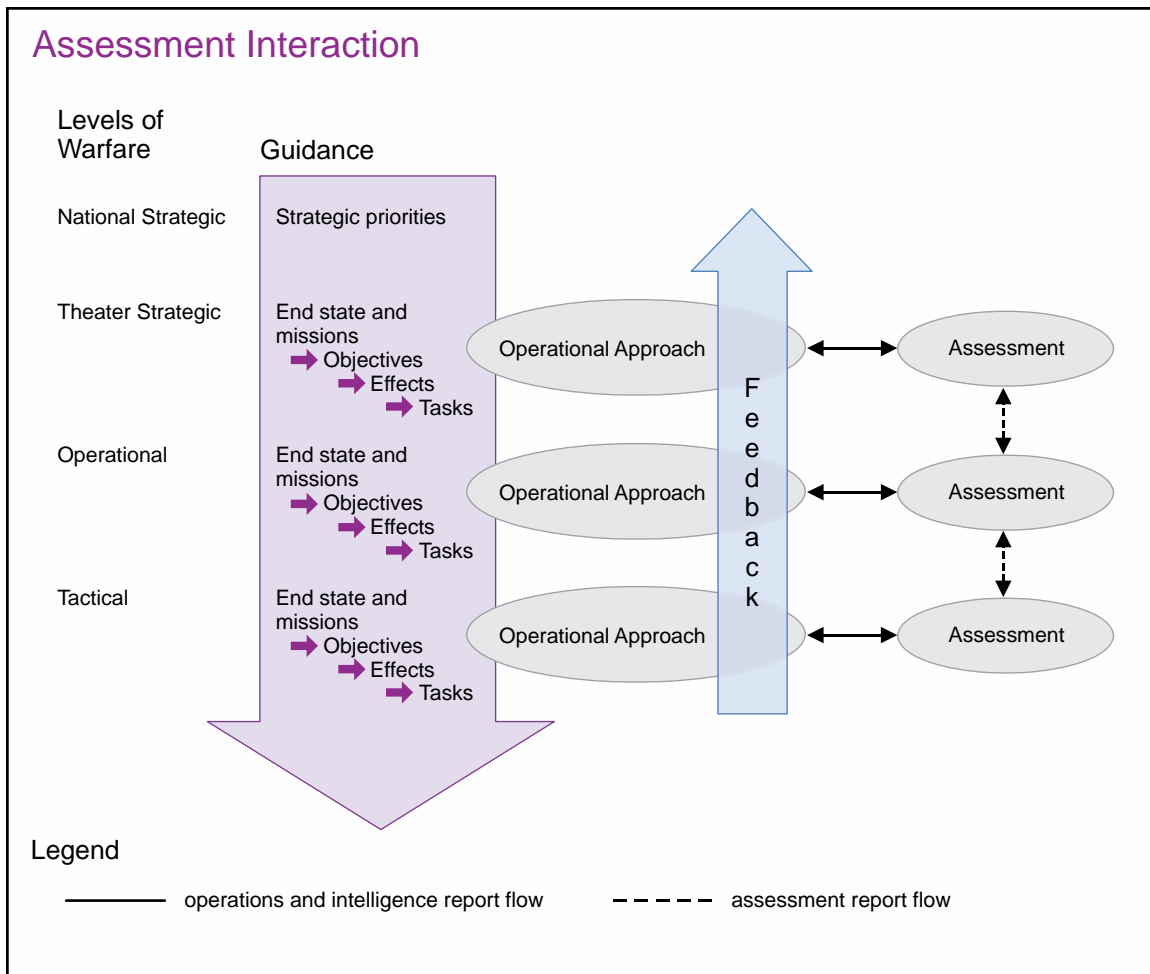 Assessment Interaction
Levels of
Warfare
Guidance
National Strategic
Strategic priorities
Theater Strategic
End state and
missions
Objectives
Effects
Tasks
Operational Approach
Assessment
Operational
End state and
missions
Objectives
Effects
Tasks
Operational Approach
Assessment
Tactical
End state and
missions
Objectives
Effects
Tasks
Operational Approach
Assessment
Feedback
Legend
operations and intelligence report flow
assessment report flow